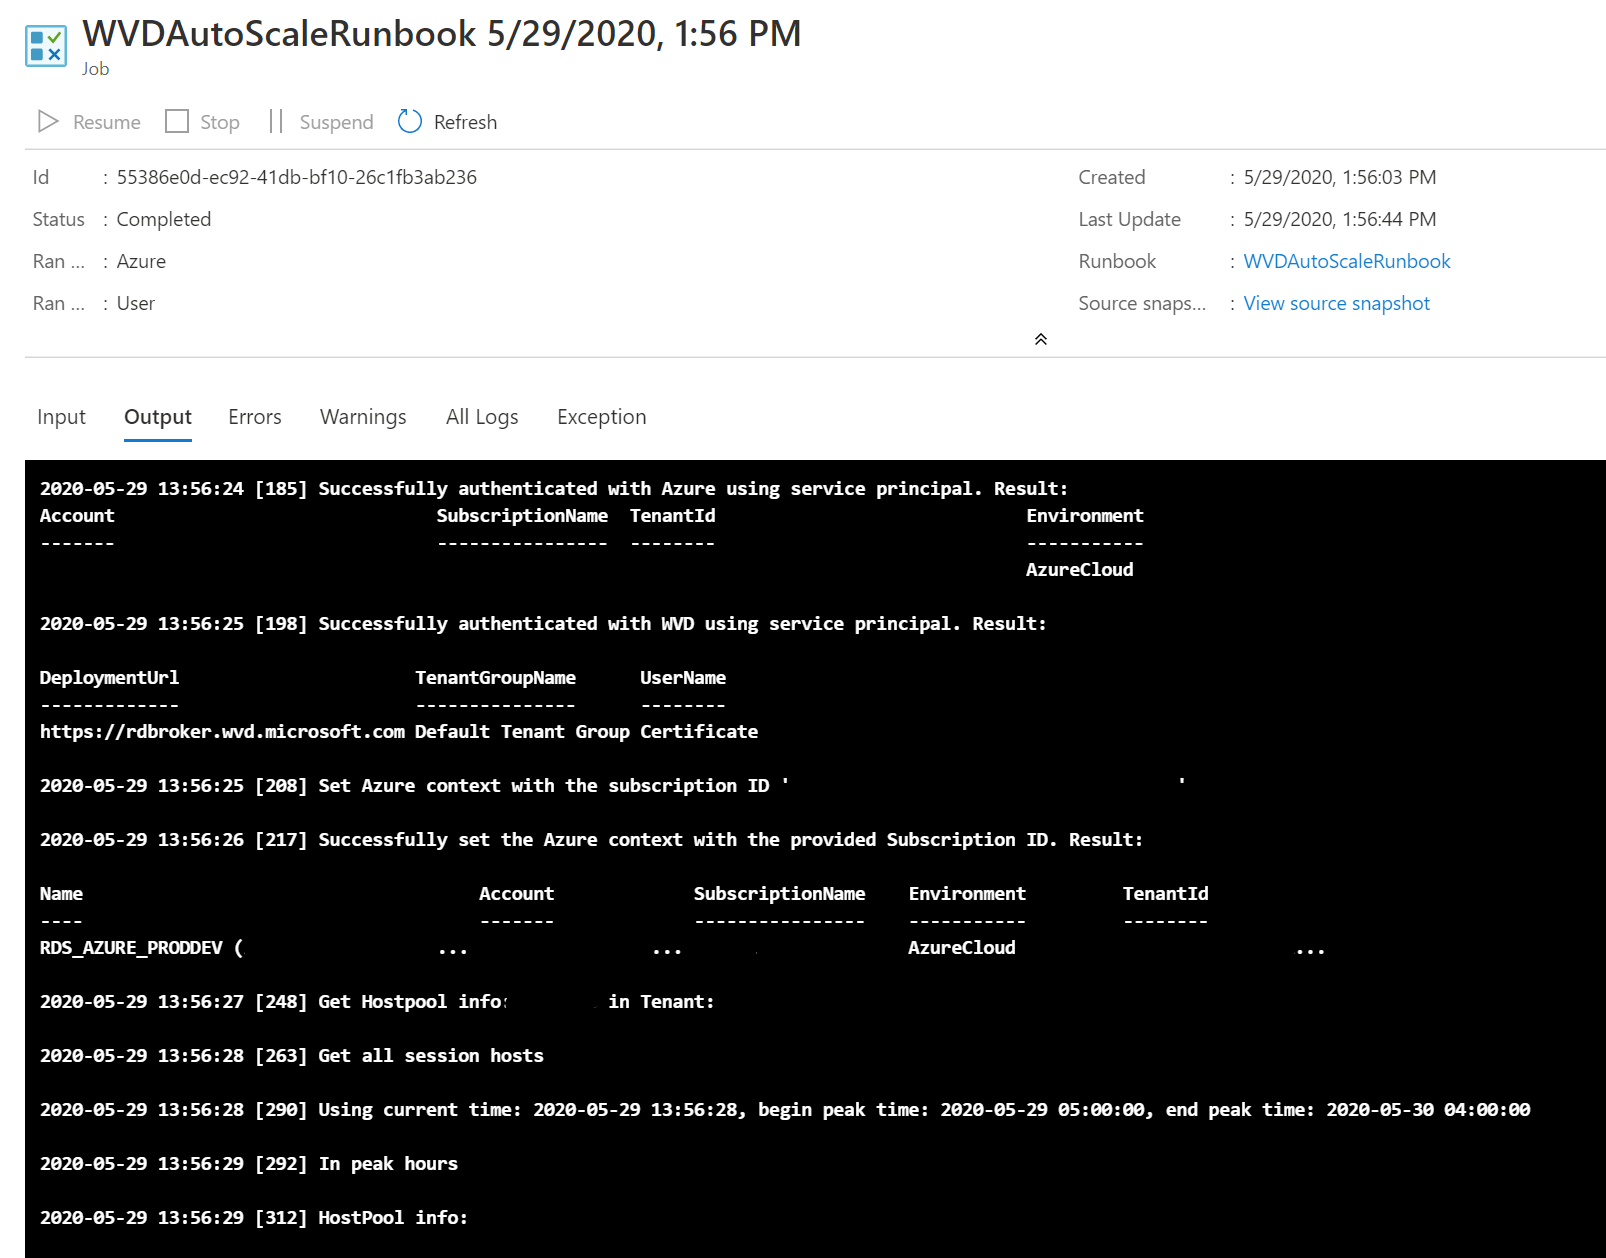 WVDAutoScaleRunbook 5/29/2020, 1:56 PM
Job
Resume Stop Suspend Refresh
Id : 55386e0d-ec92-41db-bf10-26c1fb3ab236
Created : 5/29/2020, 1:56:03 PM
Status : Completed
Last Update : 5/29/2020, 1:56:44 PM
Ran ... : Azure
Runbook : WVDAutoScaleRunbook
Ran ... : User
Source snaps... : View source snapshot
Input Output Errors Warnings All Logs Exception
2020-05-29 13:56:24 [185] Successfully authenticated with Azure using service principal. Result:
Account SubscriptionName TenantId Environment
------- ---------------- -------- -----------
AzureCloud
2020-05-29 13:56:25 [198] Successfully authenticated with WVD using service principal. Result:
DeploymentUrl TenantGroupName UserName
------------- --------------- --------
https://rdbroker.wvd.microsoft.com Default Tenant Group Certificate
2020-05-29 13:56:25 [208] Set Azure context with the subscription ID ' '
2020-05-29 13:56:26 [217] Successfully set the Azure context with the provided Subscription ID. Result:
Name Account SubscriptionName Environment TenantId
---- ------- ---------------- ----------- --------
RDS_AZURE_PRODDEV ( ... ... AzureCloud ...
2020-05-29 13:56:27 [248] Get Hostpool info: in Tenant:
2020-05-29 13:56:28 [263] Get all session hosts
2020-05-29 13:56:28 [290] Using current time: 2020-05-29 13:56:28, begin peak time: 2020-05-29 05:00:00, end peak time: 2020-05-30 04:00:00
2020-05-29 13:56:29 [292] In peak hours
2020-05-29 13:56:29 [312] HostPool info: